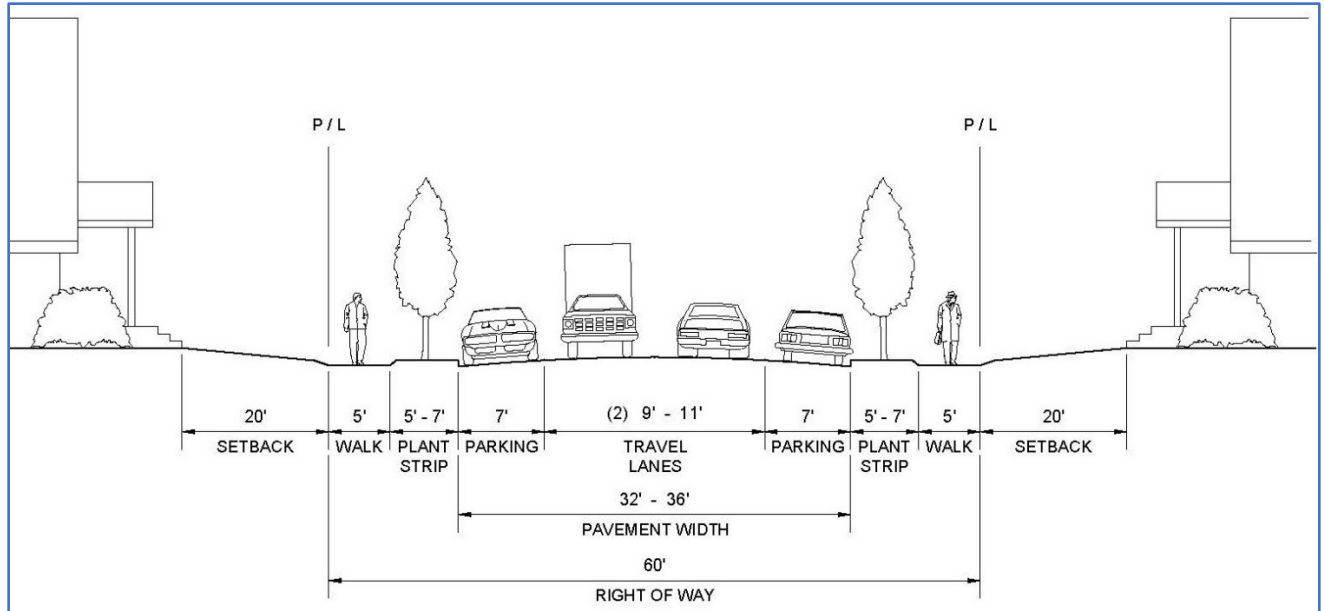 P / L P / L
20' 5' 5' - 7' 7' (2) 9' - 11' 7' 5' - 7' 5' 20'
SETBACK WALK PLANT PARKING TRAVEL PARKING PLANT WALK SETBACK
STRIP LANES STRIP
32' - 36'
PAVEMENT WIDTH
60'
RIGHT OF WAY